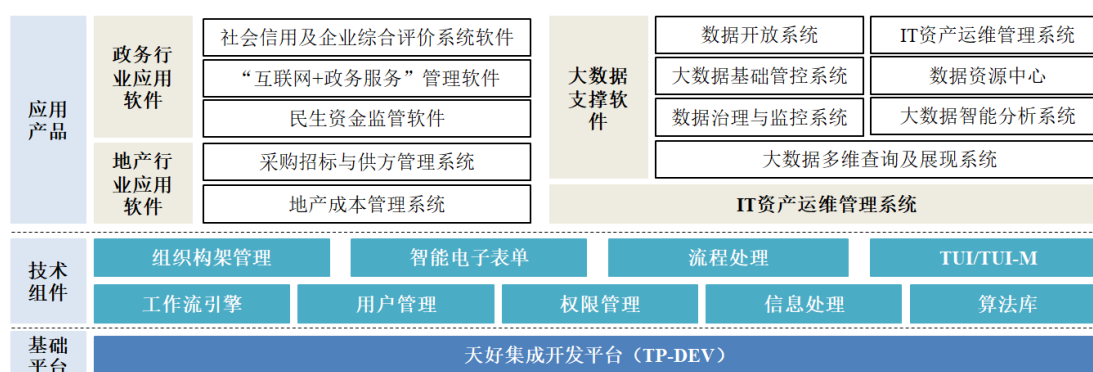 应用
产品
政务行
业应用
软件
社会信用及企业综合评价系统软件
“互联网+政务服务”管理软件
民生资金监管软件
地产行
业应用
软件
采购招标与供方管理系统
地产成本管理系统
大数据
支撑软
件
数据开放系统
IT资产运维管理系统
大数据基础管控系统
数据资源中心
数据治理与监控系统
大数据智能分析系统
大数据多维查询及展现系统
IT资产运维管理系统
技术
组件
组织构架管理
智能电子表单
流程处理
TUI/TUI-M
工作流引擎
用户管理
权限管理
信息处理
算法库
基础
平台
天好集成开发平台（TP-DEV）